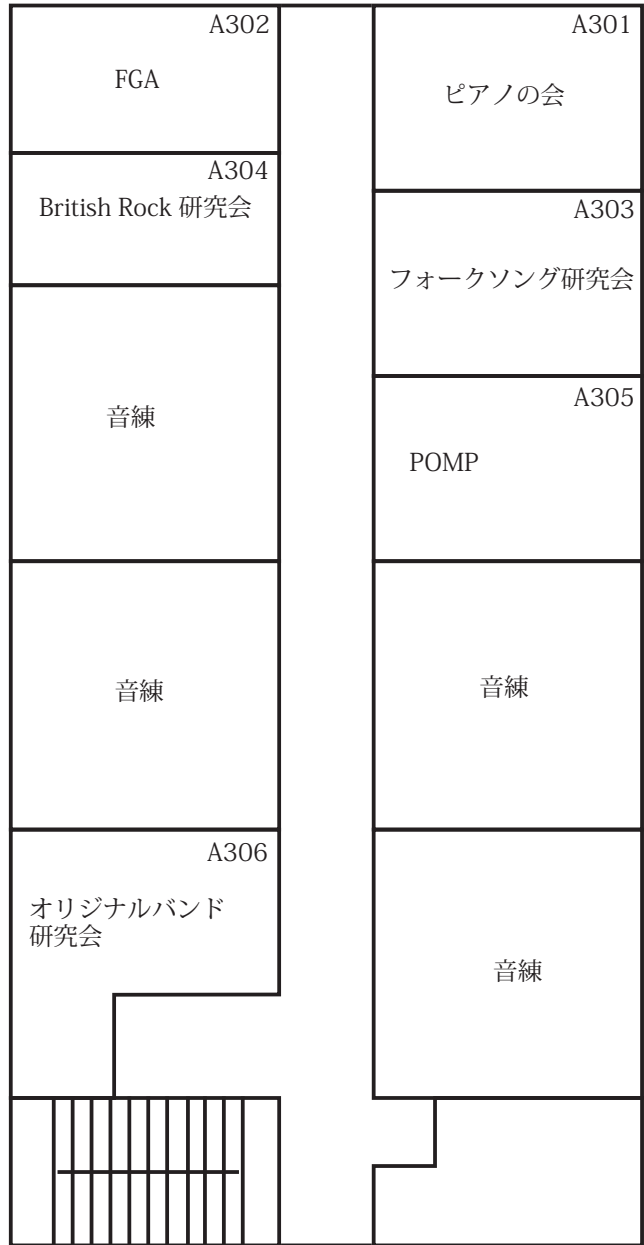 A302
FGA
A301
ピアノの会
A304
British Rock 研究会
A303
フォークソング研究会
音練
A305
POMP
音練
音練
A306
オリジナルバンド
研究会
音練